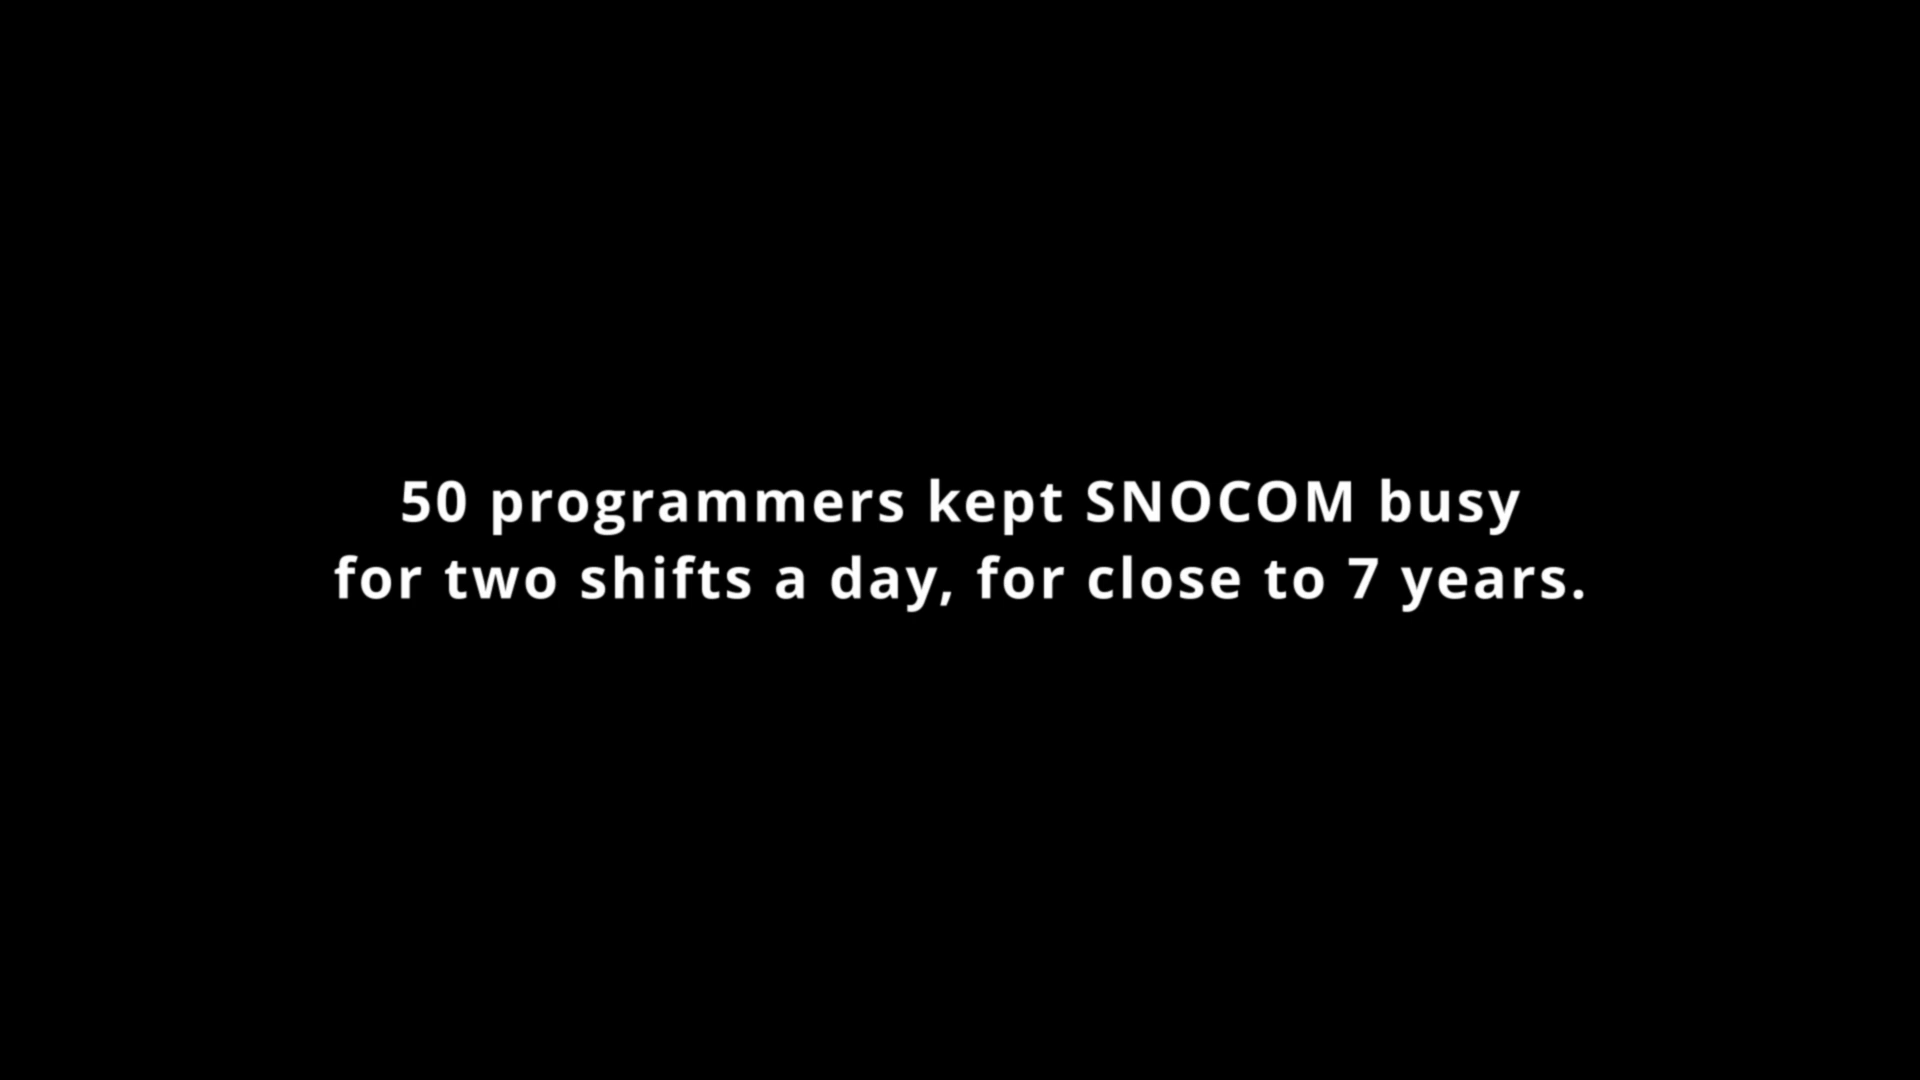 50 programmers kept SNOCOM busy
for two shifts a day, for close to 7 years.